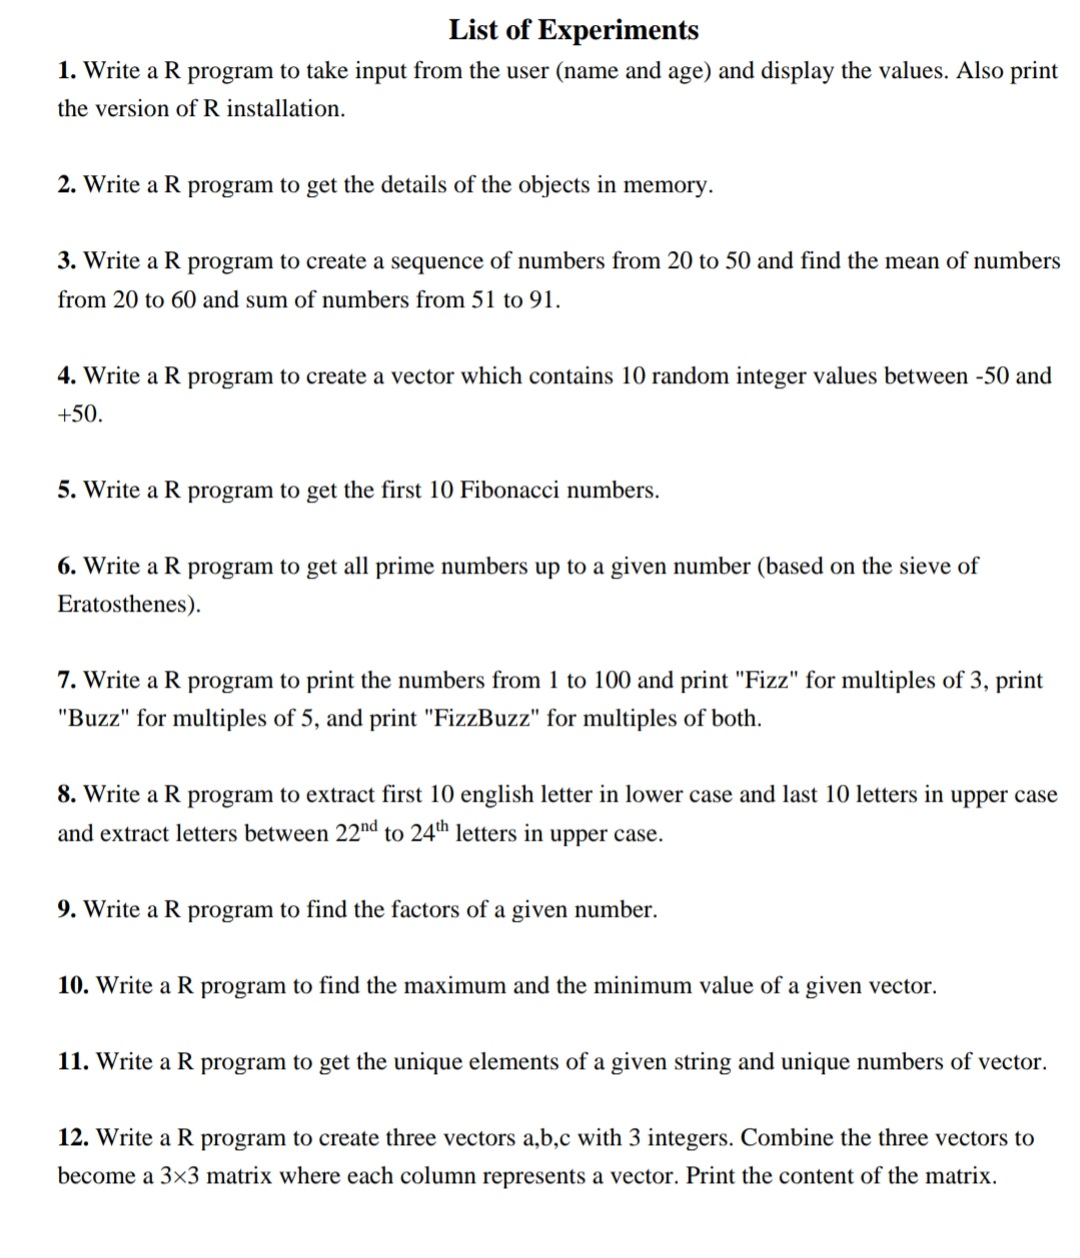 List of Experiments
1. Write a R program to take input from the user (name and age) and display the values. Also print
the version of R installation.
2. Write a R program to get the details of the objects in memory.
3. Write a R program to create a sequence of numbers from 20 to 50 and find the mean of numbers
from 20 to 60 and sum of numbers from 51 to 91.
4. Write a R program to create a vector which contains 10 random integer values between -50 and
+50.
5. Write a R program to get the first 10 Fibonacci numbers.
6. Write a R program to get all prime numbers up to a given number (based on the sieve of
Eratosthenes).
7. Write a R program to print the numbers from 1 to 100 and print "Fizz" for multiples of 3, print
"Buzz" for multiples of 5, and print "FizzBuzz" for multiples of both.
8. Write a R program to extract first 10 english letter in lower case and last 10 letters in upper case
and extract letters between 22nd to 24th letters in upper case.
9. Write a R program to find the factors of a given number.
10. Write a R program to find the maximum and the minimum value of a given vector.
11. Write a R program to get the unique elements of a given string and unique numbers of vector.
12. Write a R program to create three vectors a,b,c with 3 integers. Combine the three vectors to
become a 3×3 matrix where each column represents a vector. Print the content of the matrix.